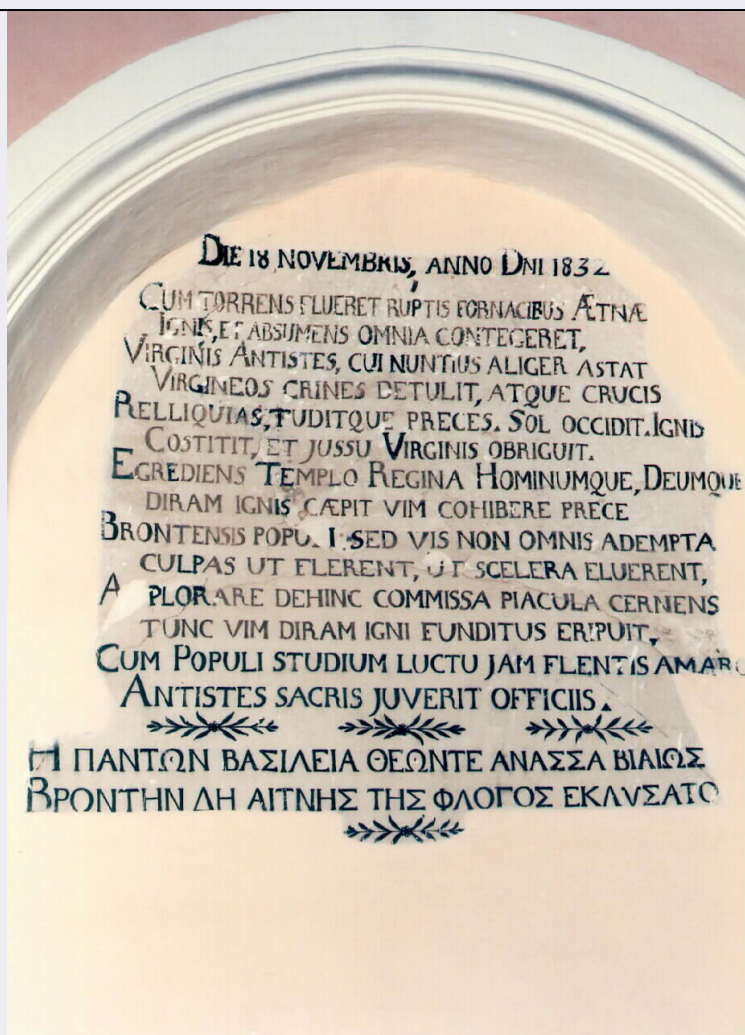 DIE 18 NOVEMBRIS, ANNO DNI 1832
CUM TORRENS FLUERET RUPTIS FORNACIBUS ÆTNÆ
IGNIS, ET ABSUMENS OMNIA CONTEGERET,
VIRGINIS ANTISTES, CUI NUNTIUS ALIGER ASTAT
VIRGINEOS CRINES DETULIT, ATQUE CRUCIS
RELLIQUIAS, TUDITQUE PRECES. SOL OCCIDIT. IGNIS
COSTITIT, ET JUSSU VIRGINIS OBRIGUIT.
EGREDIENS TEMPLO REGINA HOMINUMQUE, DEUMQUE
DIRAM IGNIS CÆPIT VIM COHIBERE PRECE
BRONTENSIS SED VIS NON OMNIS ADEMPTA
CULPAS UT FLERENT, UT SCELERA ELUERENT,
PLORARE DEHINC COMMISSA PIACULA CERNENS
TUNC VIM DIRAM IGNI FUNDITUS ERIPUIT,
CUM POPULI STUDIUM LUCTU JAM FLENTIS
ANTISTES SACRIS JUVERIT OFFICIIS.
Η ΠΑΝΤΩΝ ΒΑΣΙΛΕΙΑ ΘΕΩΝΤΕ ΑΝΑΣΣΑ ΒΙΑΙΩΣ
ΒΡΟΝΤΗΝ ΔΗ ΑΙΤΝΗΣ ΤΗΣ ΦΛΟΓΟΣ ΕΚΛΥΣΑΤΟ